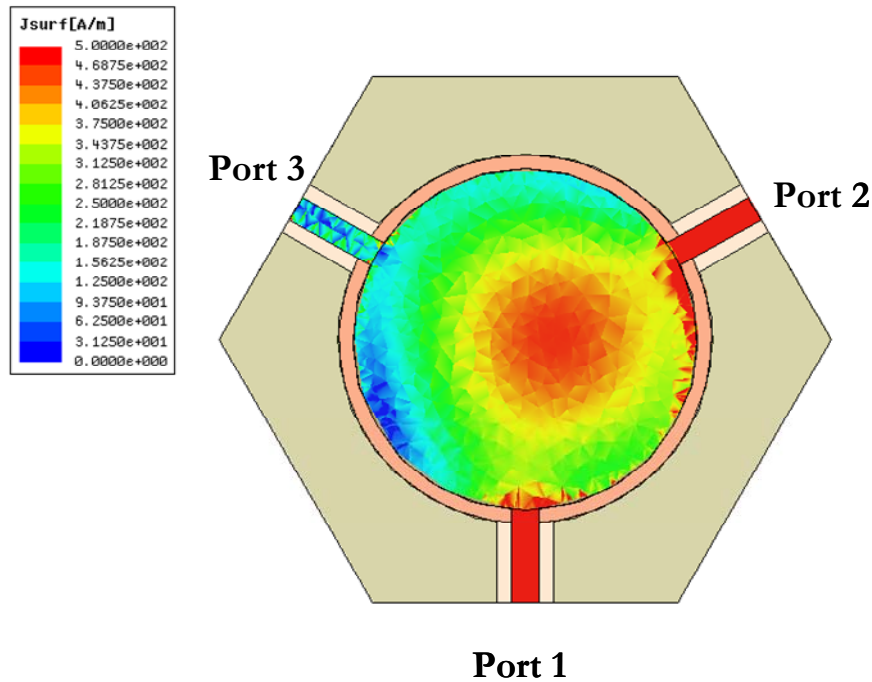 Jsurf[A/m]
5.0000e+002
4.6875e+002
4.3750e+002
4.0625e+002
3.7500e+002
3.4375e+002
3.1250e+002
2.8125e+002
2.5000e+002
2.1875e+002
1.8750e+002
1.5625e+002
1.2500e+002
9.3750e+001
6.2500e+001
3.1250e+001
0.0000e+000
Port 3
Port 2
Port 1